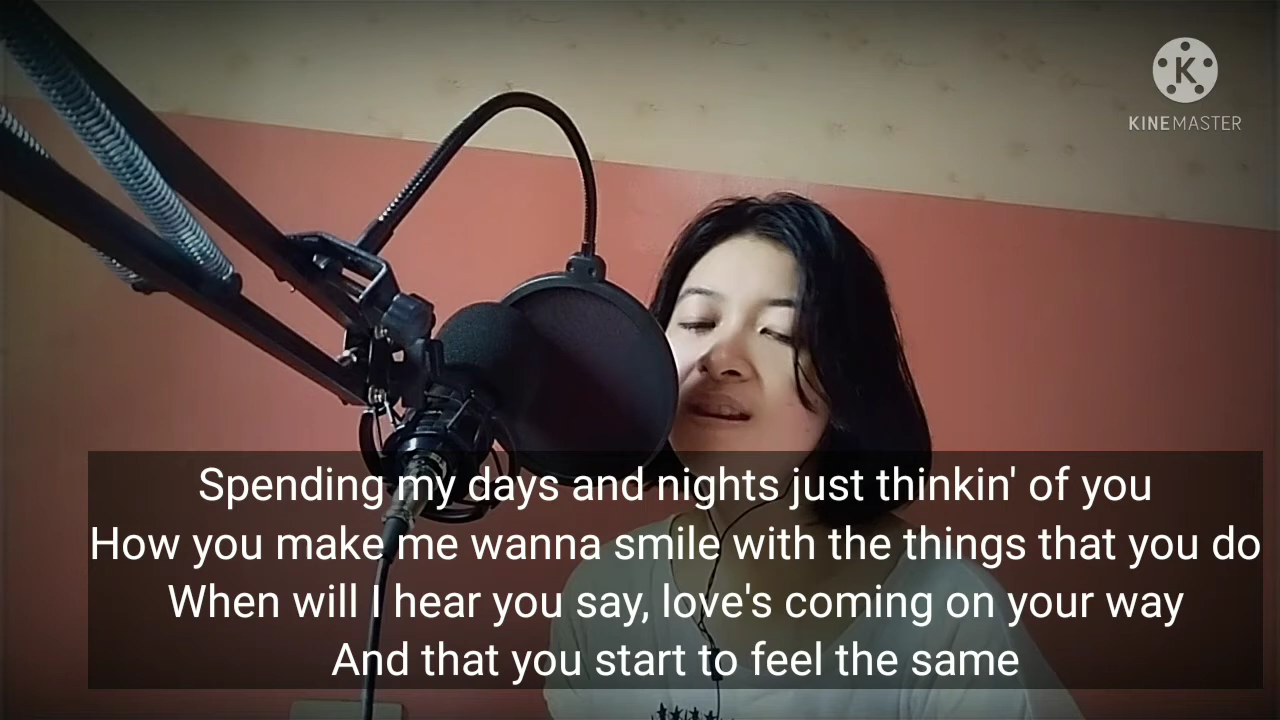 K
KINEMASTER
Spending my days and nights just thinkin' of you
How you make me wanna smile with the things that you do
When will I hear you say, love's coming on your way
And that you start to feel the same